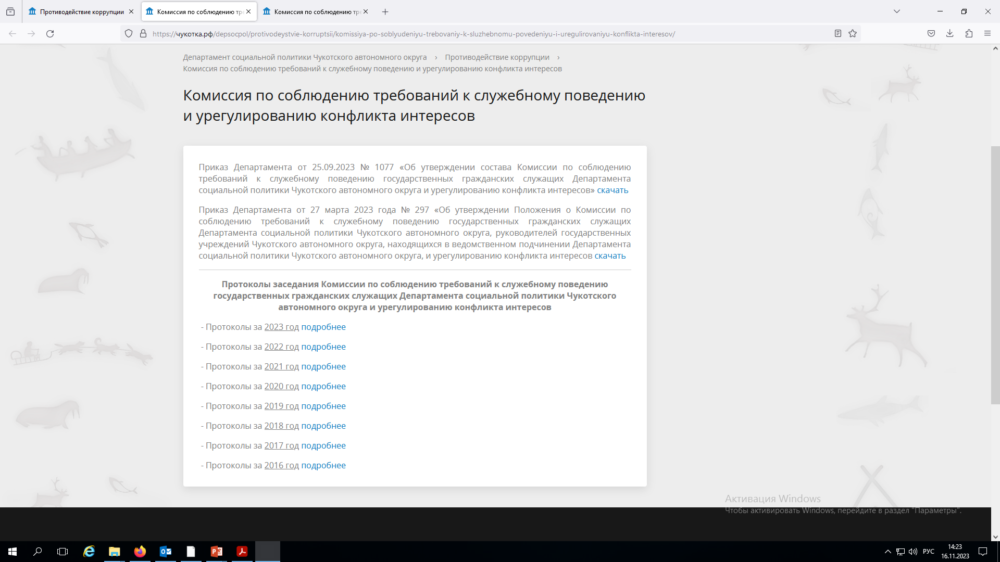 Противодействие коррупции
Комиссия по соблюдению тр
Комиссия по соблюдению тр
https://чукотка.рф/depsocpol/protivodeystvie-korruptsii/komissiya-po-soblyudeniyu-trebovaniy-k-sluzhebnomu-povedeniyu-i-uregulirovaniyu-konflikta-interesov/
Департамент социальной политики Чукотского автономного округа › Противодействие коррупции ›
Комиссия по соблюдению требований к служебному поведению и урегулированию конфликта интересов
Комиссия по соблюдению требований к служебному поведению
и урегулированию конфликта интересов
Приказ Департамента от 25.09.2023 № 1077 «Об утверждении состава Комиссии по соблюдению
требований к служебному поведению государственных гражданских служащих Департамента
социальной политики Чукотского автономного округа и урегулированию конфликта интересов» скачать
Приказ Департамента от 27 марта 2023 года № 297 «Об утверждении Положения о Комиссии по
соблюдению требований к служебному поведению государственных гражданских служащих
Департамента социальной политики Чукотского автономного округа, руководителей государственных
учреждений Чукотского автономного округа, находящихся в ведомственном подчинении Департамента
социальной политики Чукотского автономного округа, и урегулированию конфликта интересов скачать
Протоколы заседания Комиссии по соблюдению требований к служебному поведению
государственных гражданских служащих Департамента социальной политики Чукотского
автономного округа и урегулированию конфликта интересов
- Протоколы за 2023 год подробнее
- Протоколы за 2022 год подробнее
- Протоколы за 2021 год подробнее
- Протоколы за 2020 год подробнее
- Протоколы за 2019 год подробнее
- Протоколы за 2018 год подробнее
- Протоколы за 2017 год подробнее
- Протоколы за 2016 год подробнее
Активация Windows
Чтобы активировать Windows, перейдите в раздел "Параметры".
РУС
14:23
16.11.2023